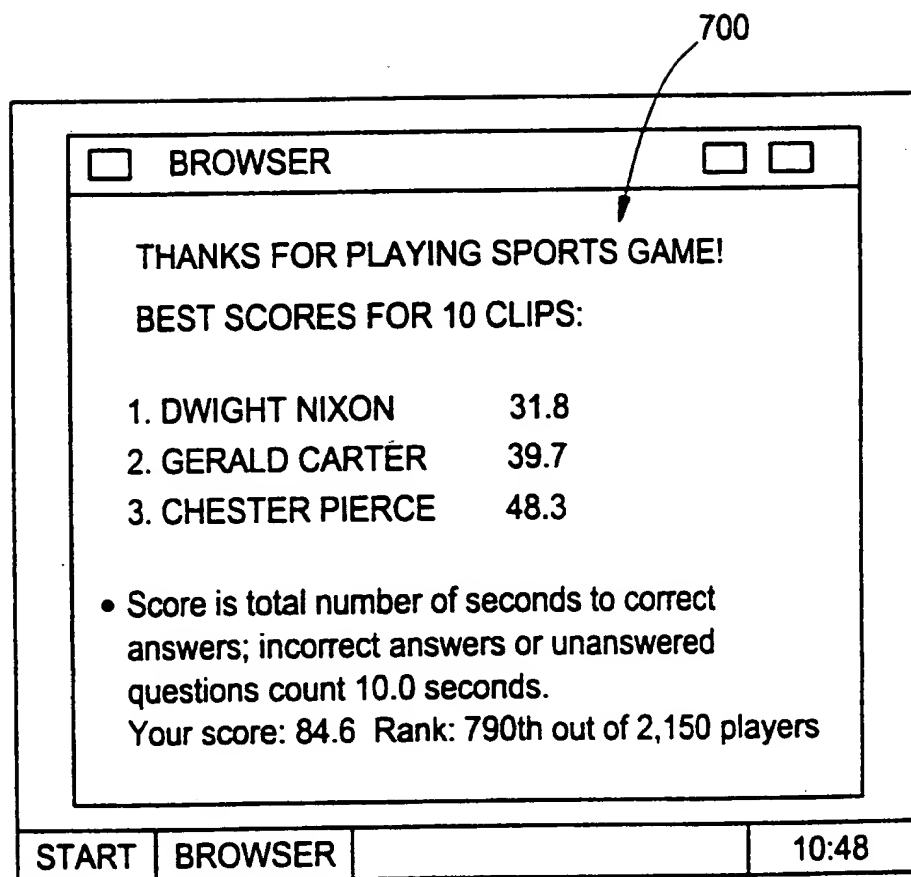 700
BROWSER
THANKS FOR PLAYING SPORTS GAME!
BEST SCORES FOR 10 CLIPS:
1. DWIGHT NIXON 31.8
2. GERALD CARTER 39.7
3. CHESTER PIERCE 48.3
• Score is total number of seconds to correct
answers; incorrect answers or unanswered
questions count 10.0 seconds.
Your score: 84.6 Rank: 790th out of 2,150 players
START BROWSER 10:48